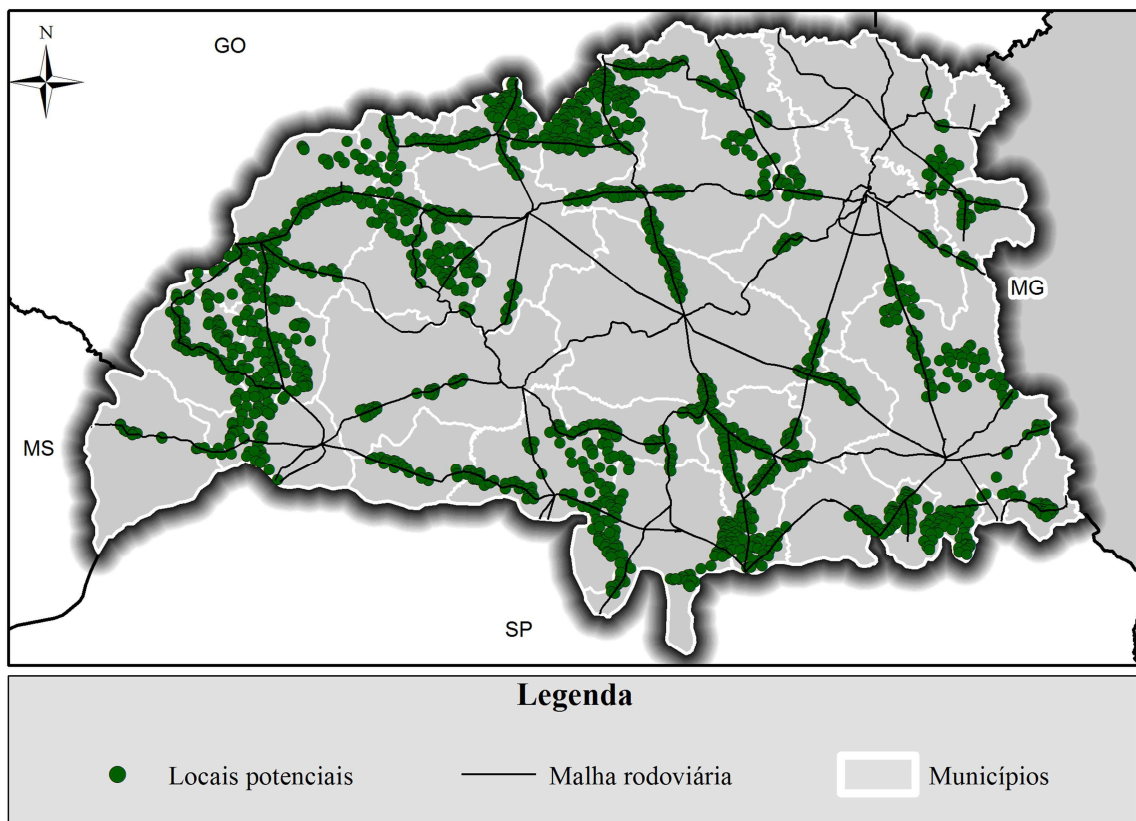 N
GO
MG
MS
SP
Legenda
Locais potenciais
Malha rodoviária
Municípios